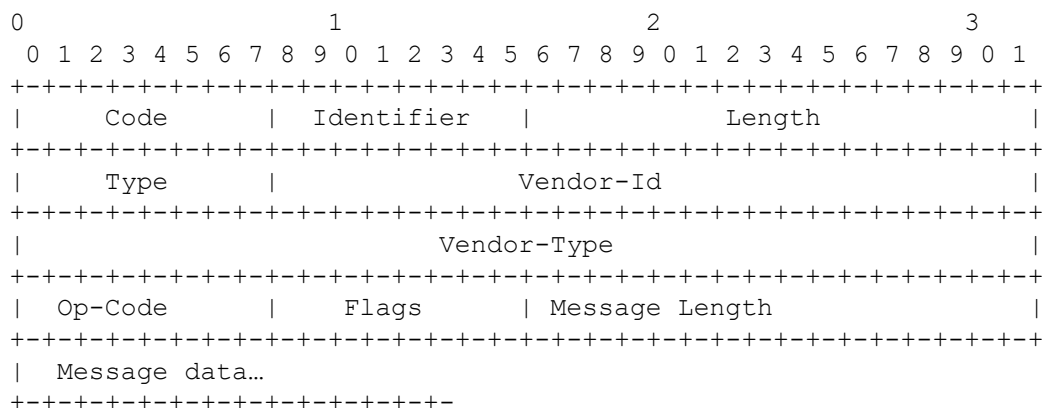 0                   1                   2                   3
 0 1 2 3 4 5 6 7 8 9 0 1 2 3 4 5 6 7 8 9 0 1 2 3 4 5 6 7 8 9 0 1
+-+-+-+-+-+-+-+-+-+-+-+-+-+-+-+-+-+-+-+-+-+-+-+-+-+-+-+-+-+-+-+-+
|     Code      |  Identifier   |            Length             |
+-+-+-+-+-+-+-+-+-+-+-+-+-+-+-+-+-+-+-+-+-+-+-+-+-+-+-+-+-+-+-+-+
|     Type      |               Vendor-Id                       |
+-+-+-+-+-+-+-+-+-+-+-+-+-+-+-+-+-+-+-+-+-+-+-+-+-+-+-+-+-+-+-+-+
|                          Vendor-Type                          |
+-+-+-+-+-+-+-+-+-+-+-+-+-+-+-+-+-+-+-+-+-+-+-+-+-+-+-+-+-+-+-+-+
|  Op-Code      |    Flags      | Message Length                |
+-+-+-+-+-+-+-+-+-+-+-+-+-+-+-+-+-+-+-+-+-+-+-+-+-+-+-+-+-+-+-+-+
|  Message data…
+-+-+-+-+-+-+-+-+-+-+-+-+-+-